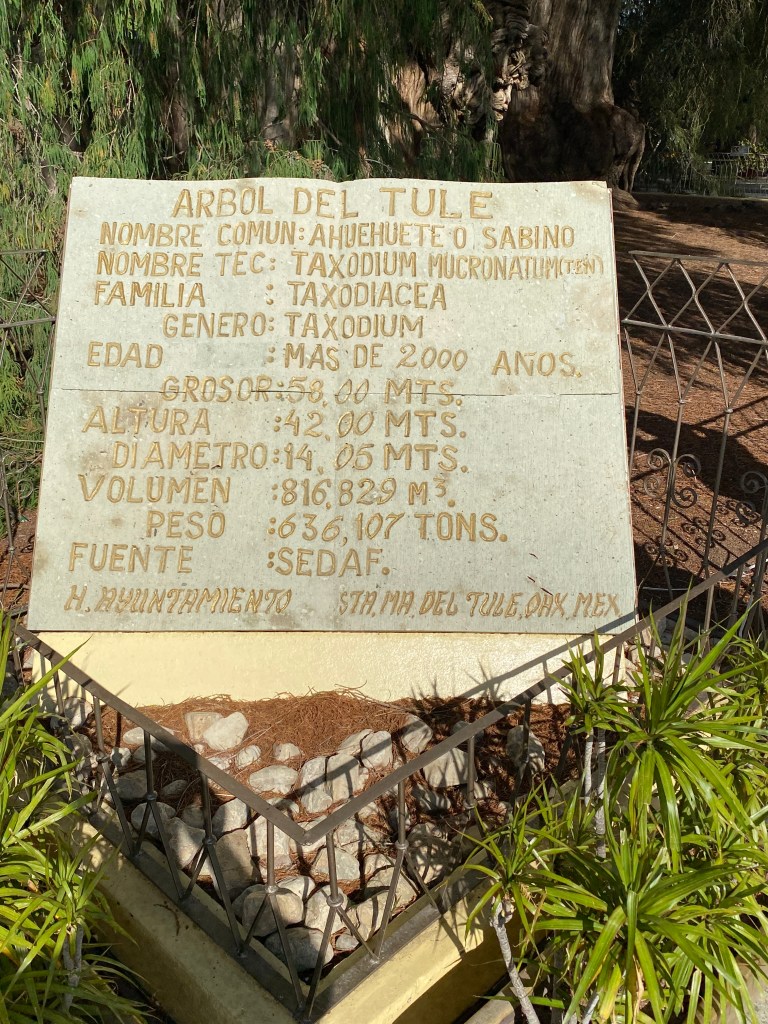 ARBOL DEL TULE
NOMBRE COMUN: AHUEHUETE O SABINO
NOMBRE TEC: TAXODIUM MUCRONATUM (TEN)
FAMILIA : TAXODIACEA
GENERO: TAXODIUM
EDAD : MAS DE 2000 AÑOS.
GROSOR: 58,00 MTS.
ALTURA : 42,00 MTS.
DIAMETRO: 14,05 MTS.
VOLUMEN : 816,829 M³.
PESO : 636,107 TONS.
FUENTE : SEDAF.
H. AYUNTAMIENTO STA. MA. DEL TULE, OAX, MEX